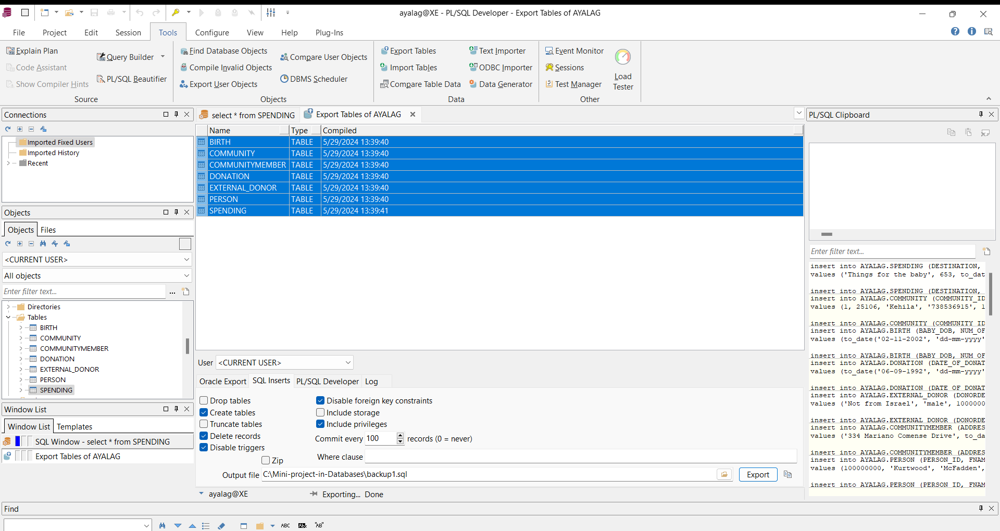 ayalag@XE - PL/SQL Developer - Export Tables of AYALAG
File Project Edit Session Tools Configure View Help Plug-Ins
Explain Plan
Code Assistant
Show Compiler Hints
Query Builder
PL/SQL Beautifier
Source
Find Database Objects
Compile Invalid Objects
Export User Objects
Compare User Objects
DBMS Scheduler
Objects
Export Tables
Import Tables
Compare Table Data
Text Importer
ODBC Importer
Data Generator
Data
Event Monitor
Sessions
Test Manager
Load
Tester
Other
Connections
Imported Fixed Users
Imported History
Recent
Objects
Objects Files
<CURRENT USER>
All objects
Enter filter text...
...
Directories
Tables
BIRTH
COMMUNITY
COMMUNITYMEMBER
DONATION
EXTERNAL_DONOR
PERSON
SPENDING
Window List
Window List Templates
SQL Window - select * from SPENDING
Export Tables of AYALAG
select * from SPENDING Export Tables of AYALAG
Name Type Compiled
BIRTH TABLE 5/29/2024 13:39:40
COMMUNITY TABLE 5/29/2024 13:39:40
COMMUNITYMEMBER TABLE 5/29/2024 13:39:40
DONATION TABLE 5/29/2024 13:39:40
EXTERNAL_DONOR TABLE 5/29/2024 13:39:40
PERSON TABLE 5/29/2024 13:39:40
SPENDING TABLE 5/29/2024 13:39:41
User <CURRENT USER>
Oracle Export SQL Inserts PL/SQL Developer Log
Drop tables
Create tables
Truncate tables
Delete records
Disable triggers
Zip
Disable foreign key constraints
Include storage
Include privileges
Commit every 100 records (0 = never)
Where clause
Output file C:\Mini-project-in-Databases\backup1.sql Export
ayalag@XE Exporting... Done
PL/SQL Clipboard
Enter filter text...
insert into AYALAG.SPENDING (DESTINATION,
values ('Things for the baby', 653, to_dat
insert into AYALAG.SPENDING (DESTINATION,
insert into AYALAG.COMMUNITY (COMMUNITY_ID
values (1, 25106, 'Kehila', '738536915', 1
insert into AYALAG.COMMUNITY (COMMUNITY_ID
insert into AYALAG.BIRTH (BABY_DOB, NUM_OF
values (to_date('02-11-2002', 'dd-mm-yyyy'
insert into AYALAG.BIRTH (BABY_DOB, NUM_OF
insert into AYALAG.DONATION (DATE_OF_DONAT
values (to_date('06-09-1992', 'dd-mm-yyyy'
insert into AYALAG.DONATION (DATE_OF_DONAT
insert into AYALAG.EXTERNAL_DONOR (DONORDE
values ('Not from Israel', 'male', 1000000
insert into AYALAG.EXTERNAL_DONOR (DONORDE
insert into AYALAG.COMMUNITYMEMBER (ADDRES
values ('334 Mariano Comense Drive', to_da
insert into AYALAG.COMMUNITYMEMBER (ADDRES
insert into AYALAG.PERSON (PERSON_ID, FNAM
values (100000000, 'Kurtwood', 'McFadden',
insert into AYALAG.PERSON (PERSON_ID, FNAM
Find
ABC "AB"